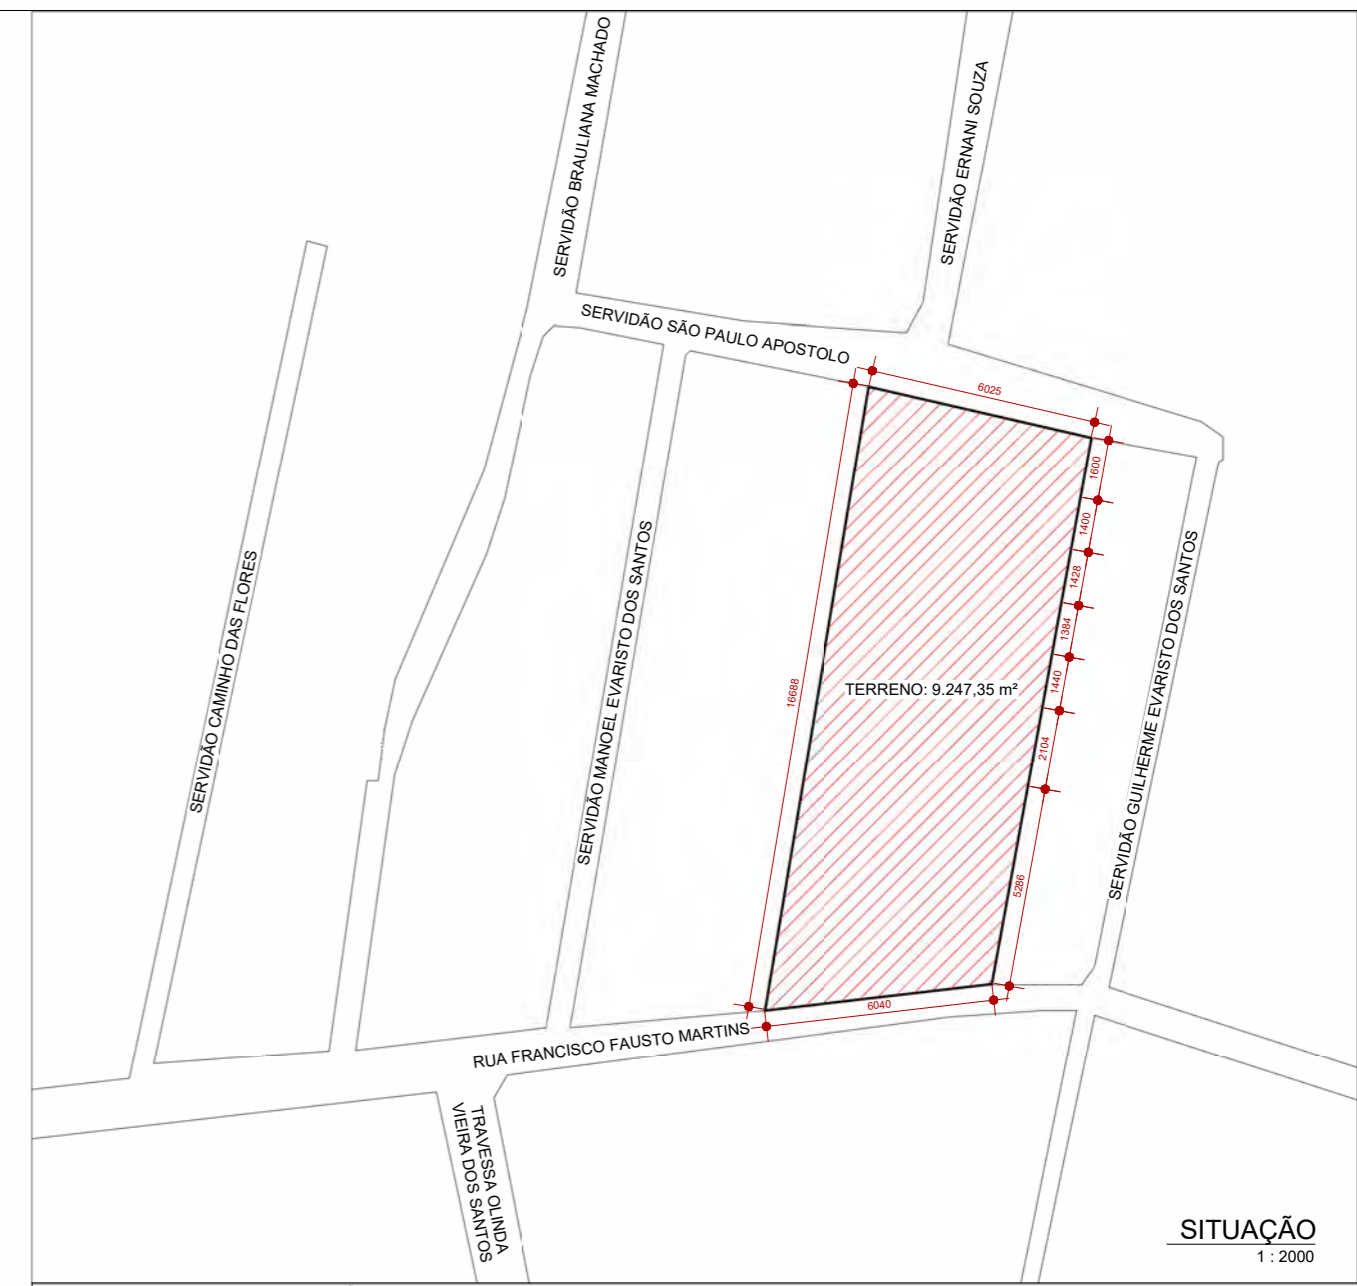 SERVIDÃO BRAULIANA MACHADO
SERVIDÃO ERNANI SOUZA
SERVIDÃO SÃO PAULO APOSTOLO
6025
1600
1400
1428
1384
1440
2104
5286
16688
6040
TERRENO: 9.247,35 m²
SERVIDÃO CAMINHO DAS FLORES
SERVIDÃO MANOEL EVARISTO DOS SANTOS
SERVIDÃO GUILHERME EVARISTO DOS SANTOS
RUA FRANCISCO FAUSTO MARTINS
TRAVESSA OLINDA
VIEIRA DOS SANTOS
SITUAÇÃO
1 : 2000